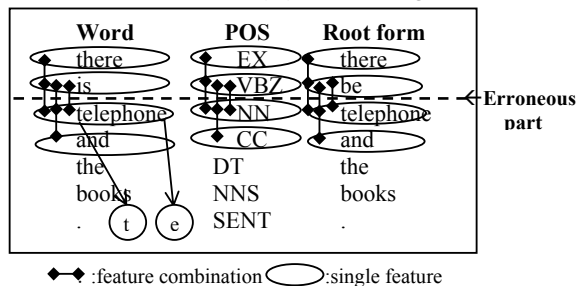 Word POS Root form
there EX there
is VBZ be
Erroneous part
telephone NN telephone
and CC and
the DT the
books NNS books
. t e SENT .
:feature combination :single feature